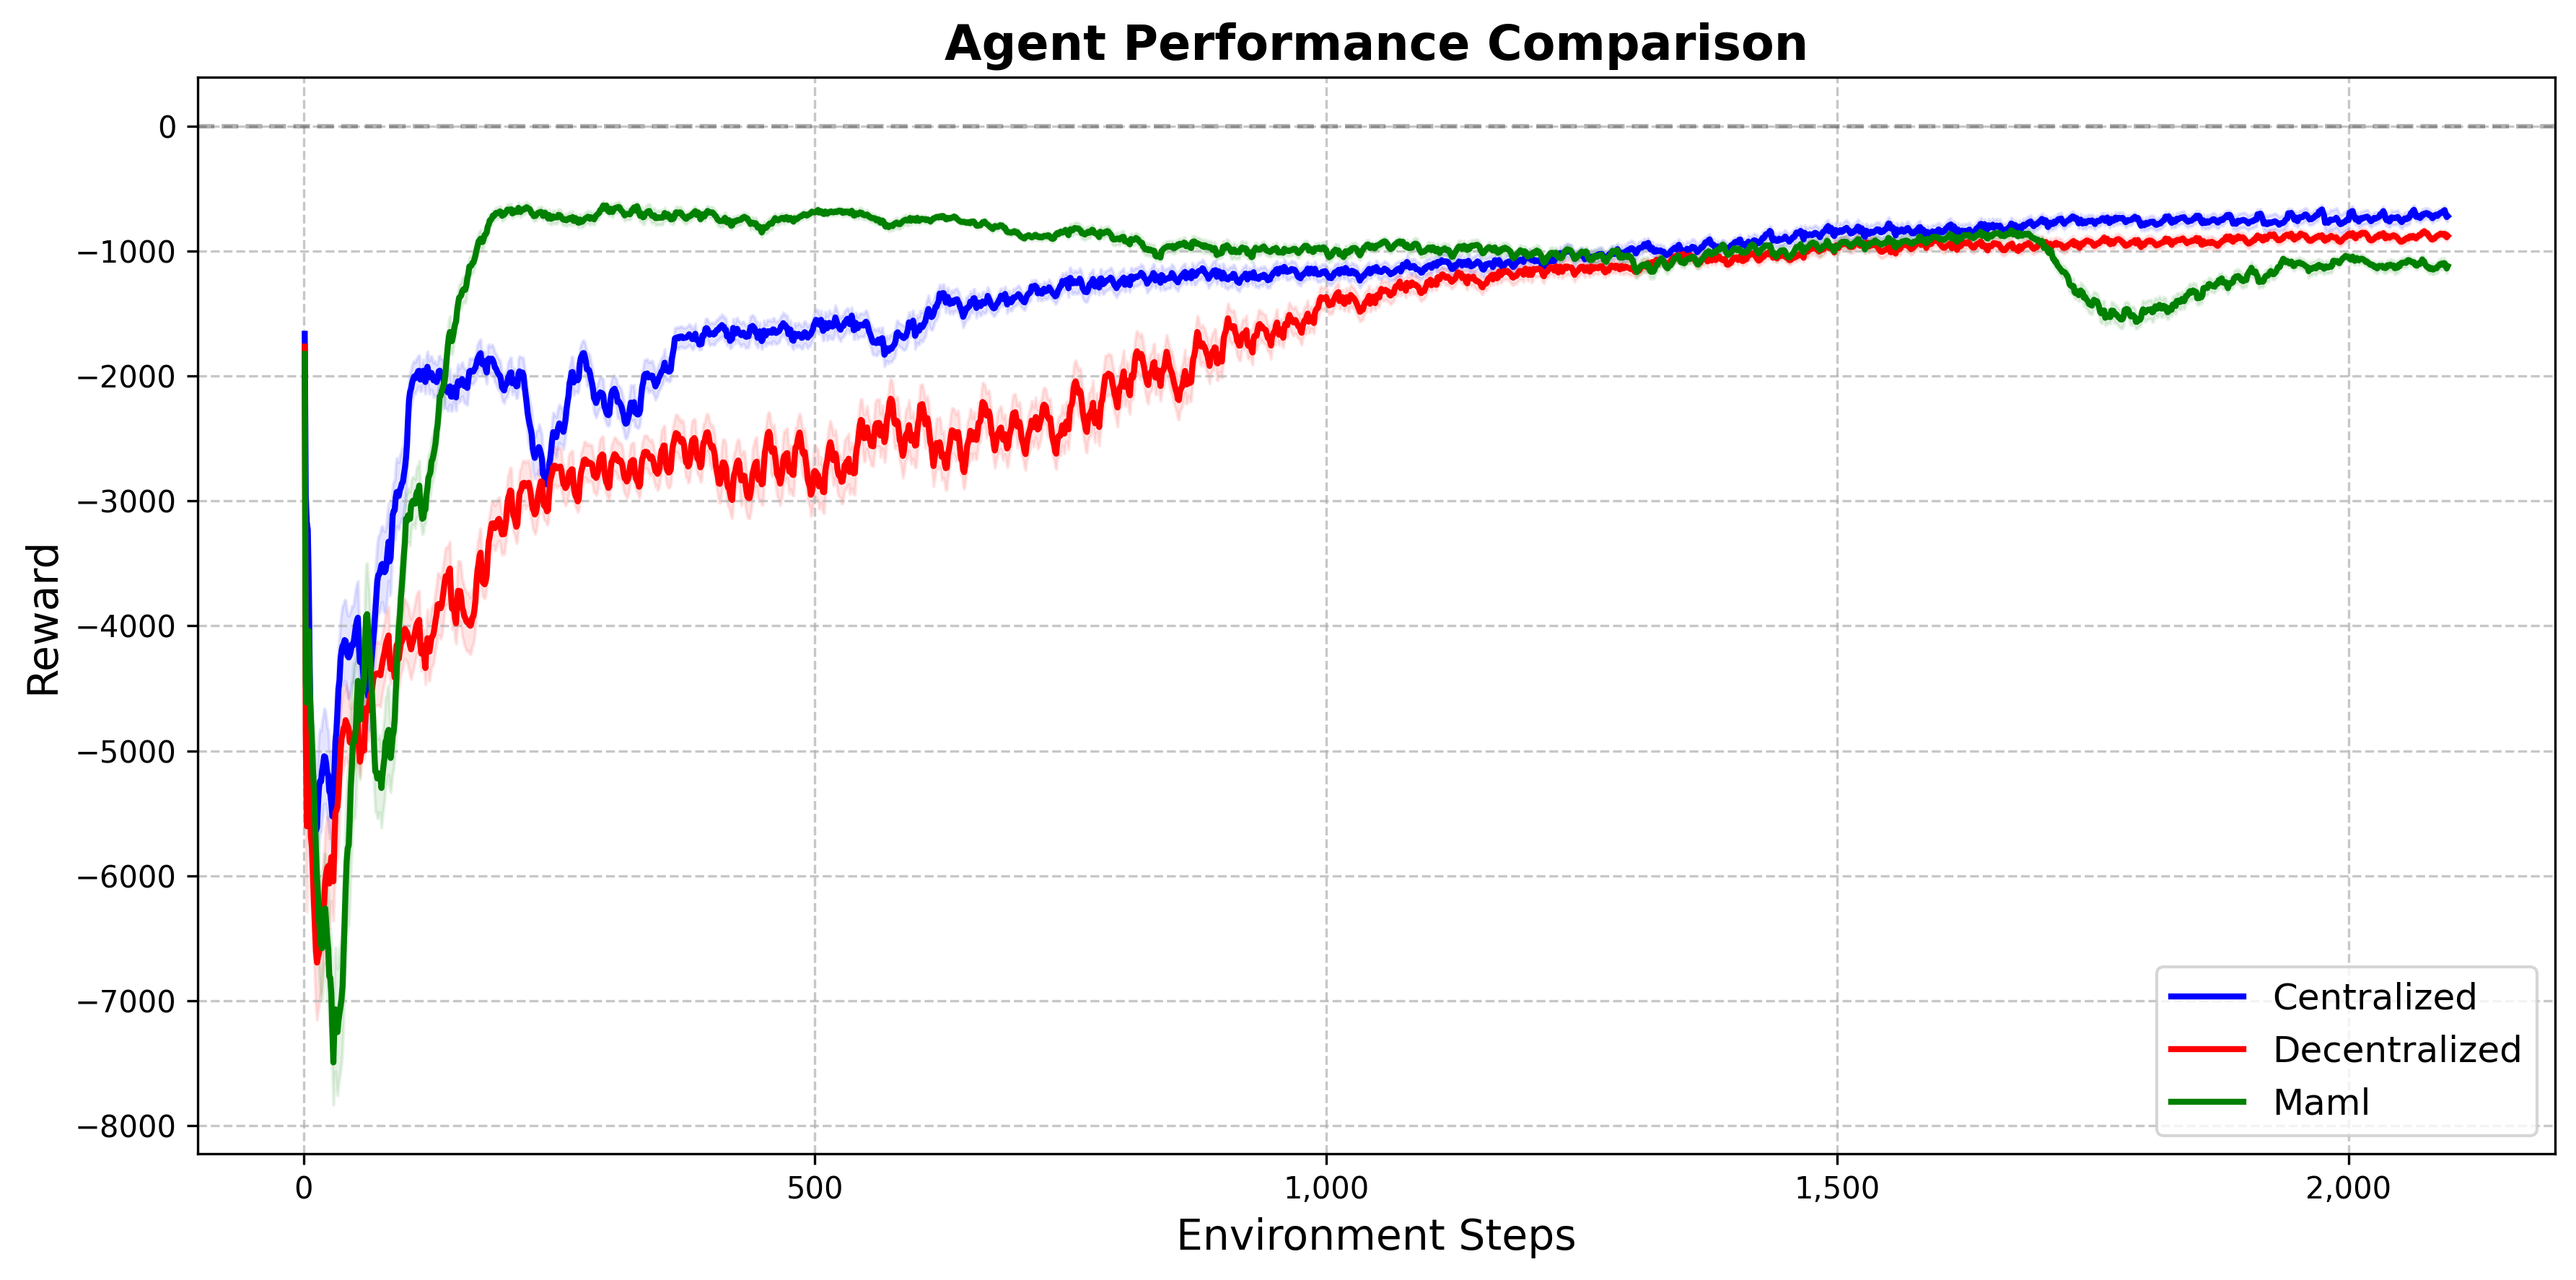 Agent Performance Comparison
0
−1000
−2000
−3000
−4000
−5000
−6000
−7000
−8000
Reward
0
500
1,000
1,500
2,000
Environment Steps
Centralized
Decentralized
Maml